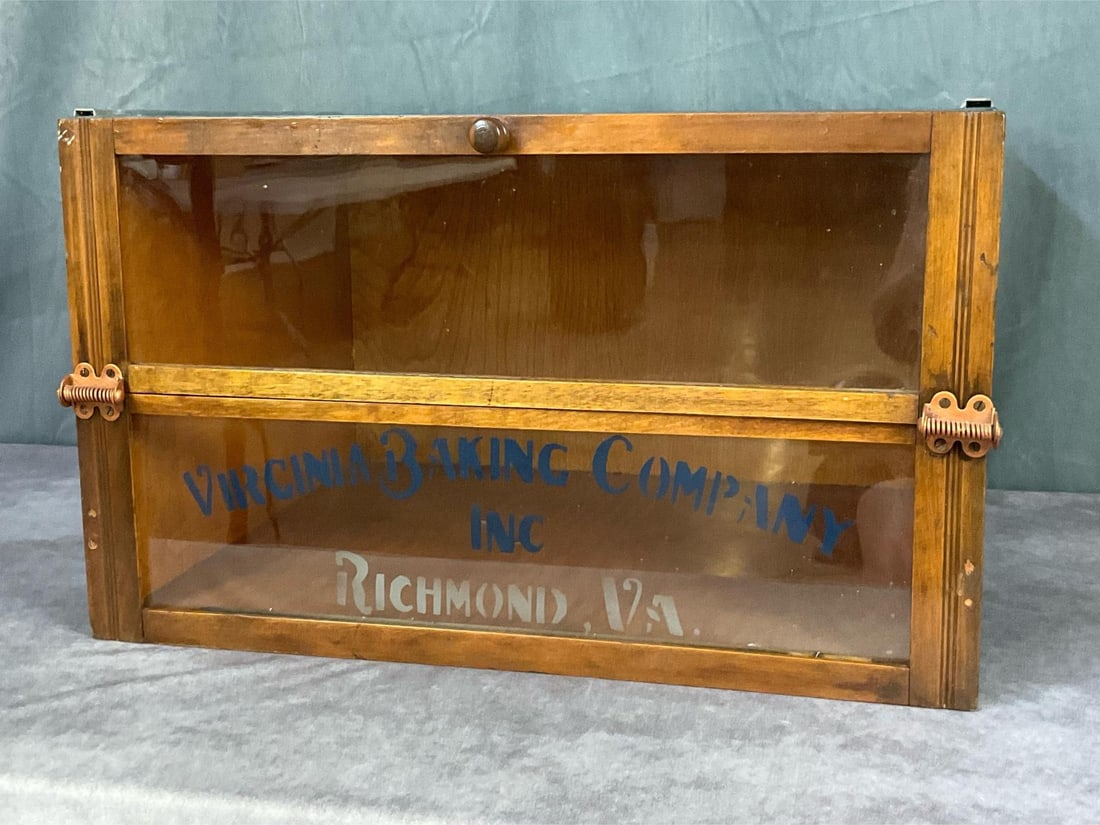 VIRGINIA BAKING COMPANY
INC
RICHMOND, VA.